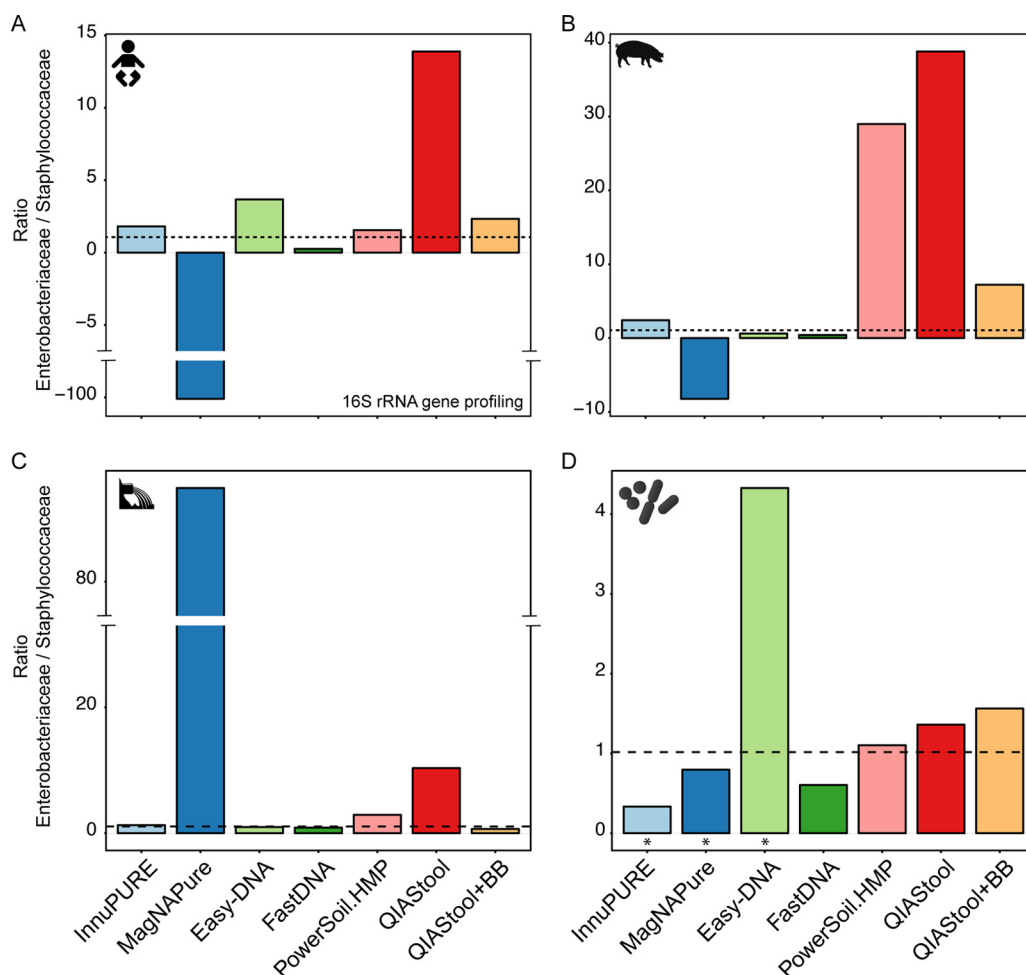 A
Ratio
Enterobacteriaceae / Staphylococcaceae
15
10
5
0
−5
−100
16S rRNA gene profiling
B
40
30
20
10
0
−10
C
Ratio
Enterobacteriaceae / Staphylococcaceae
80
20
0
InnuPURE
MagNAPure
Easy-DNA
FastDNA
PowerSoil.HMP
QIAStool
QIAStool+BB
D
4
3
2
1
0
* * *
InnuPURE
MagNAPure
Easy-DNA
FastDNA
PowerSoil.HMP
QIAStool
QIAStool+BB